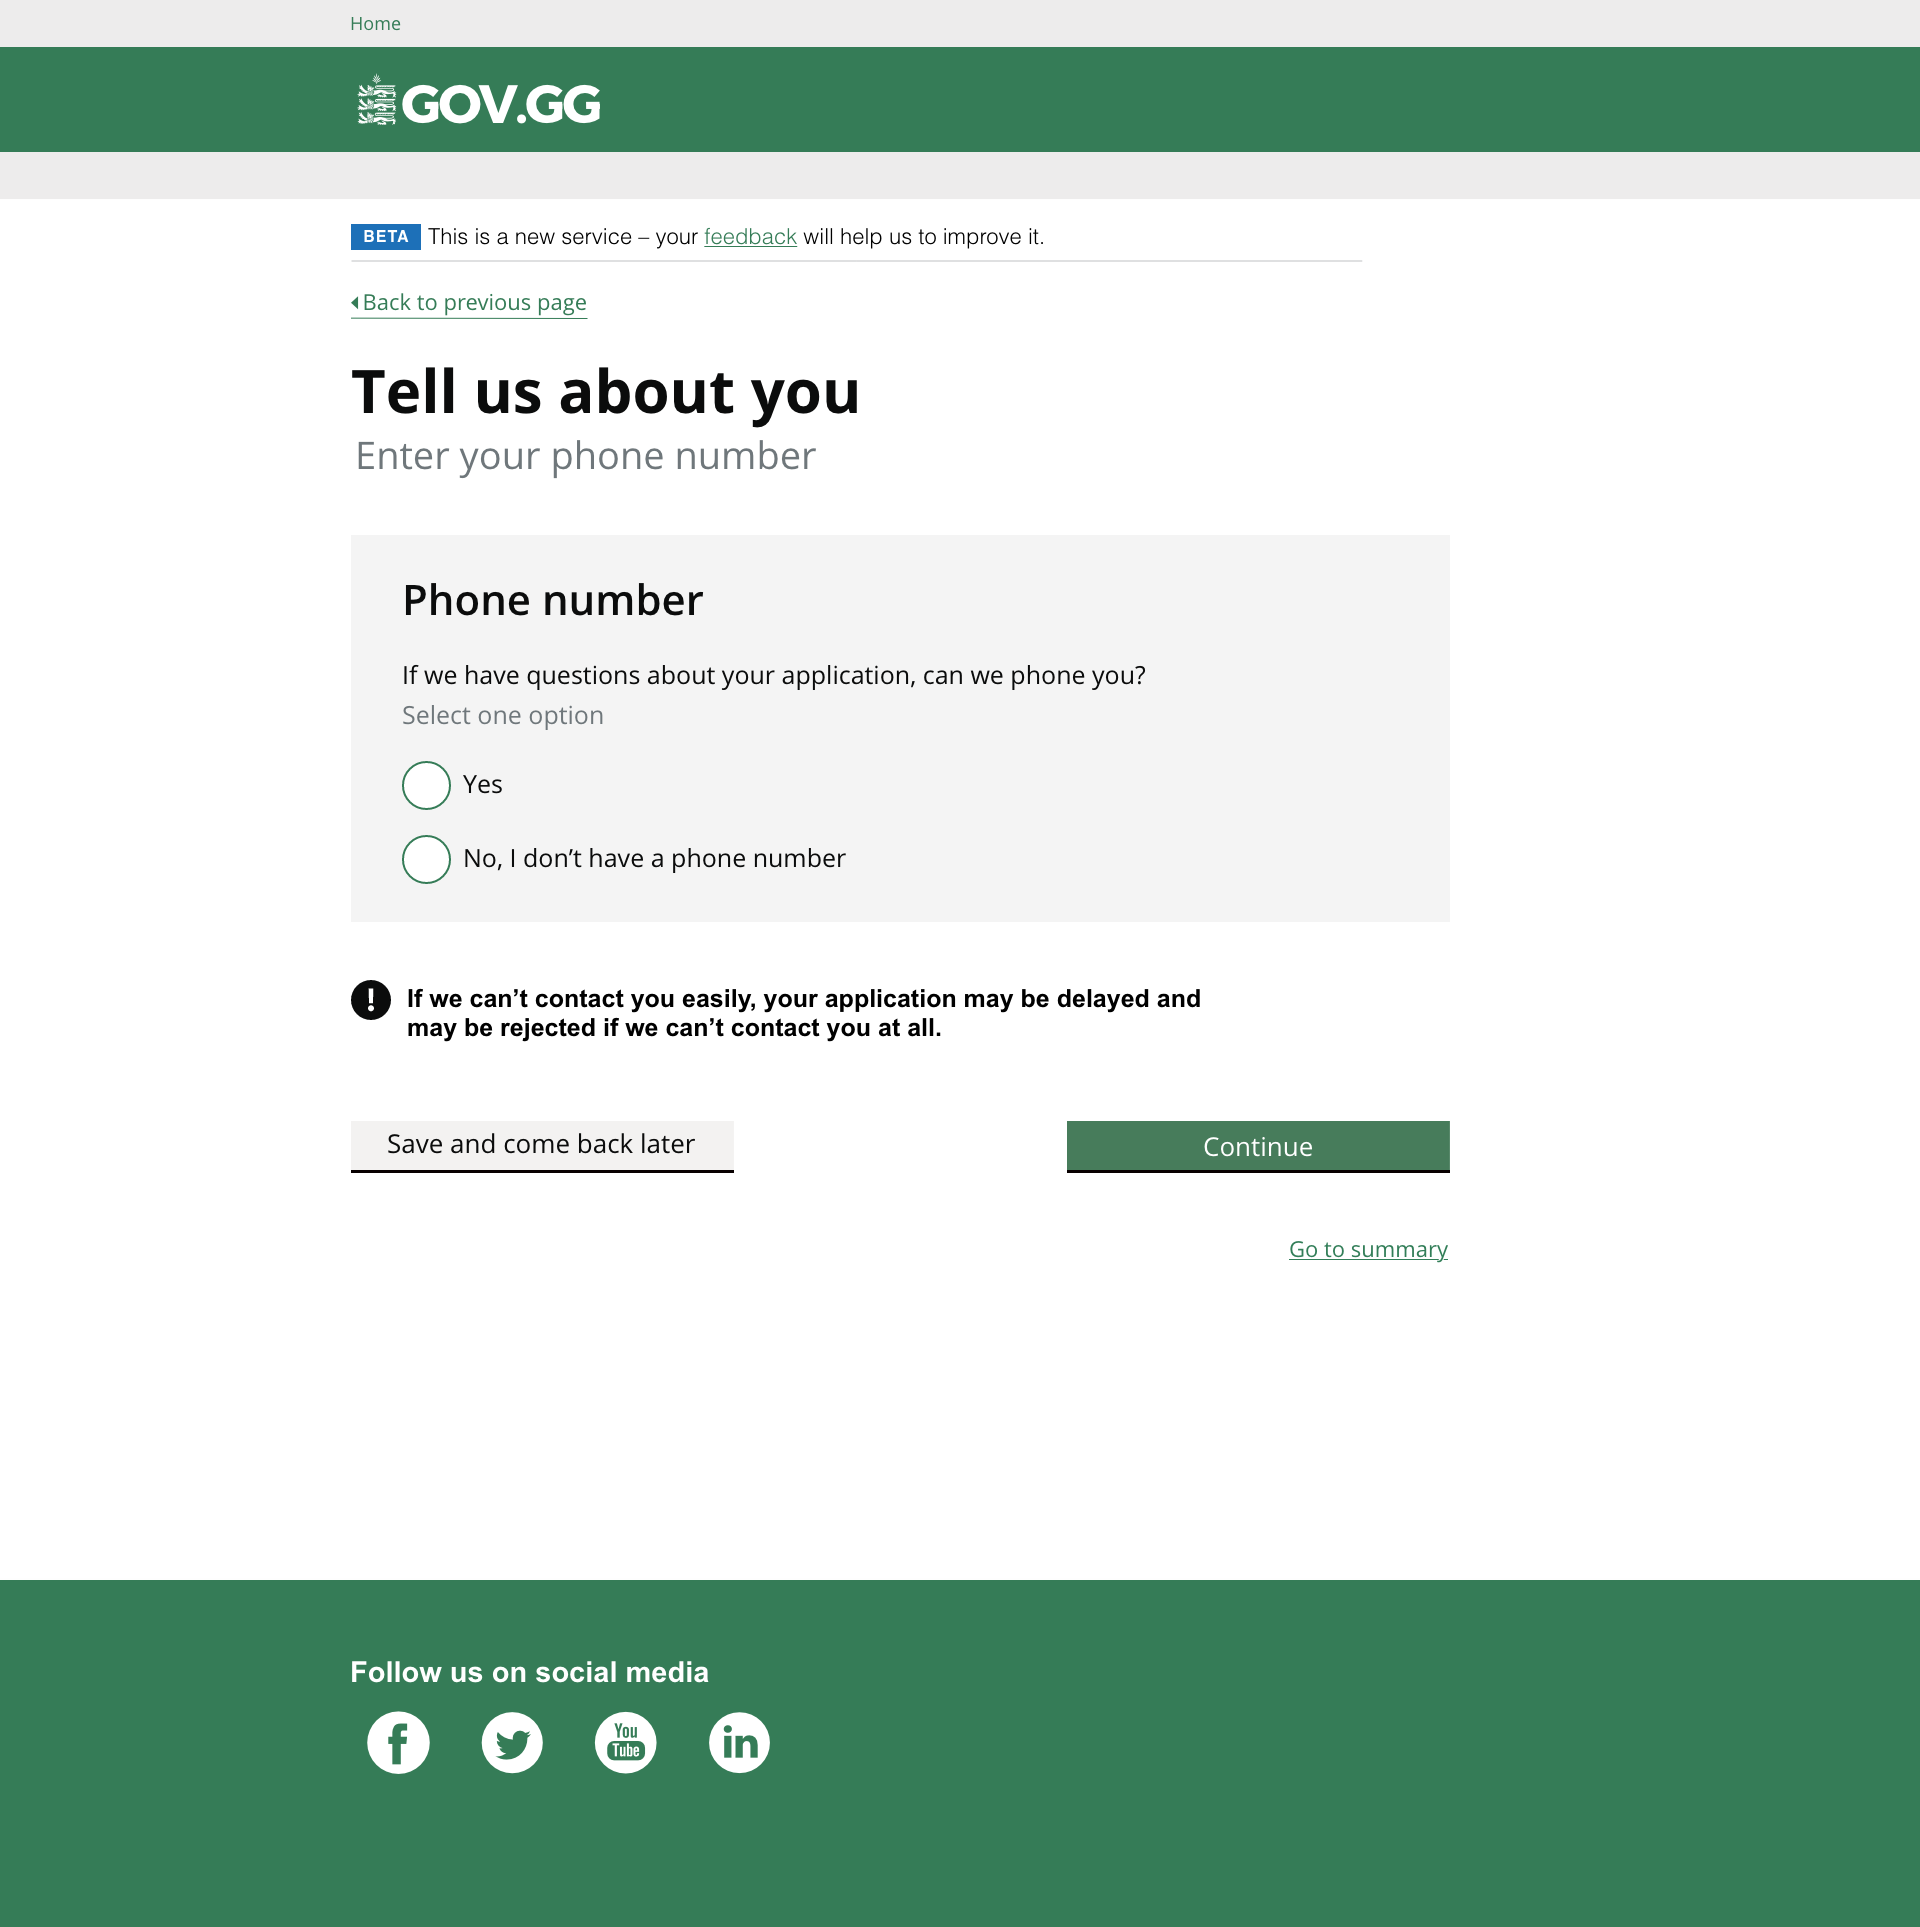 Home
GOV.GG
BETA This is a new service – your feedback will help us to improve it.
Back to previous page
Tell us about you
Enter your phone number
Phone number
If we have questions about your application, can we phone you?
Select one option
Yes
No, I don’t have a phone number
! If we can’t contact you easily, your application may be delayed and
may be rejected if we can’t contact you at all.
Save and come back later
Continue
Go to summary
Follow us on social media
f
You
Tube
in